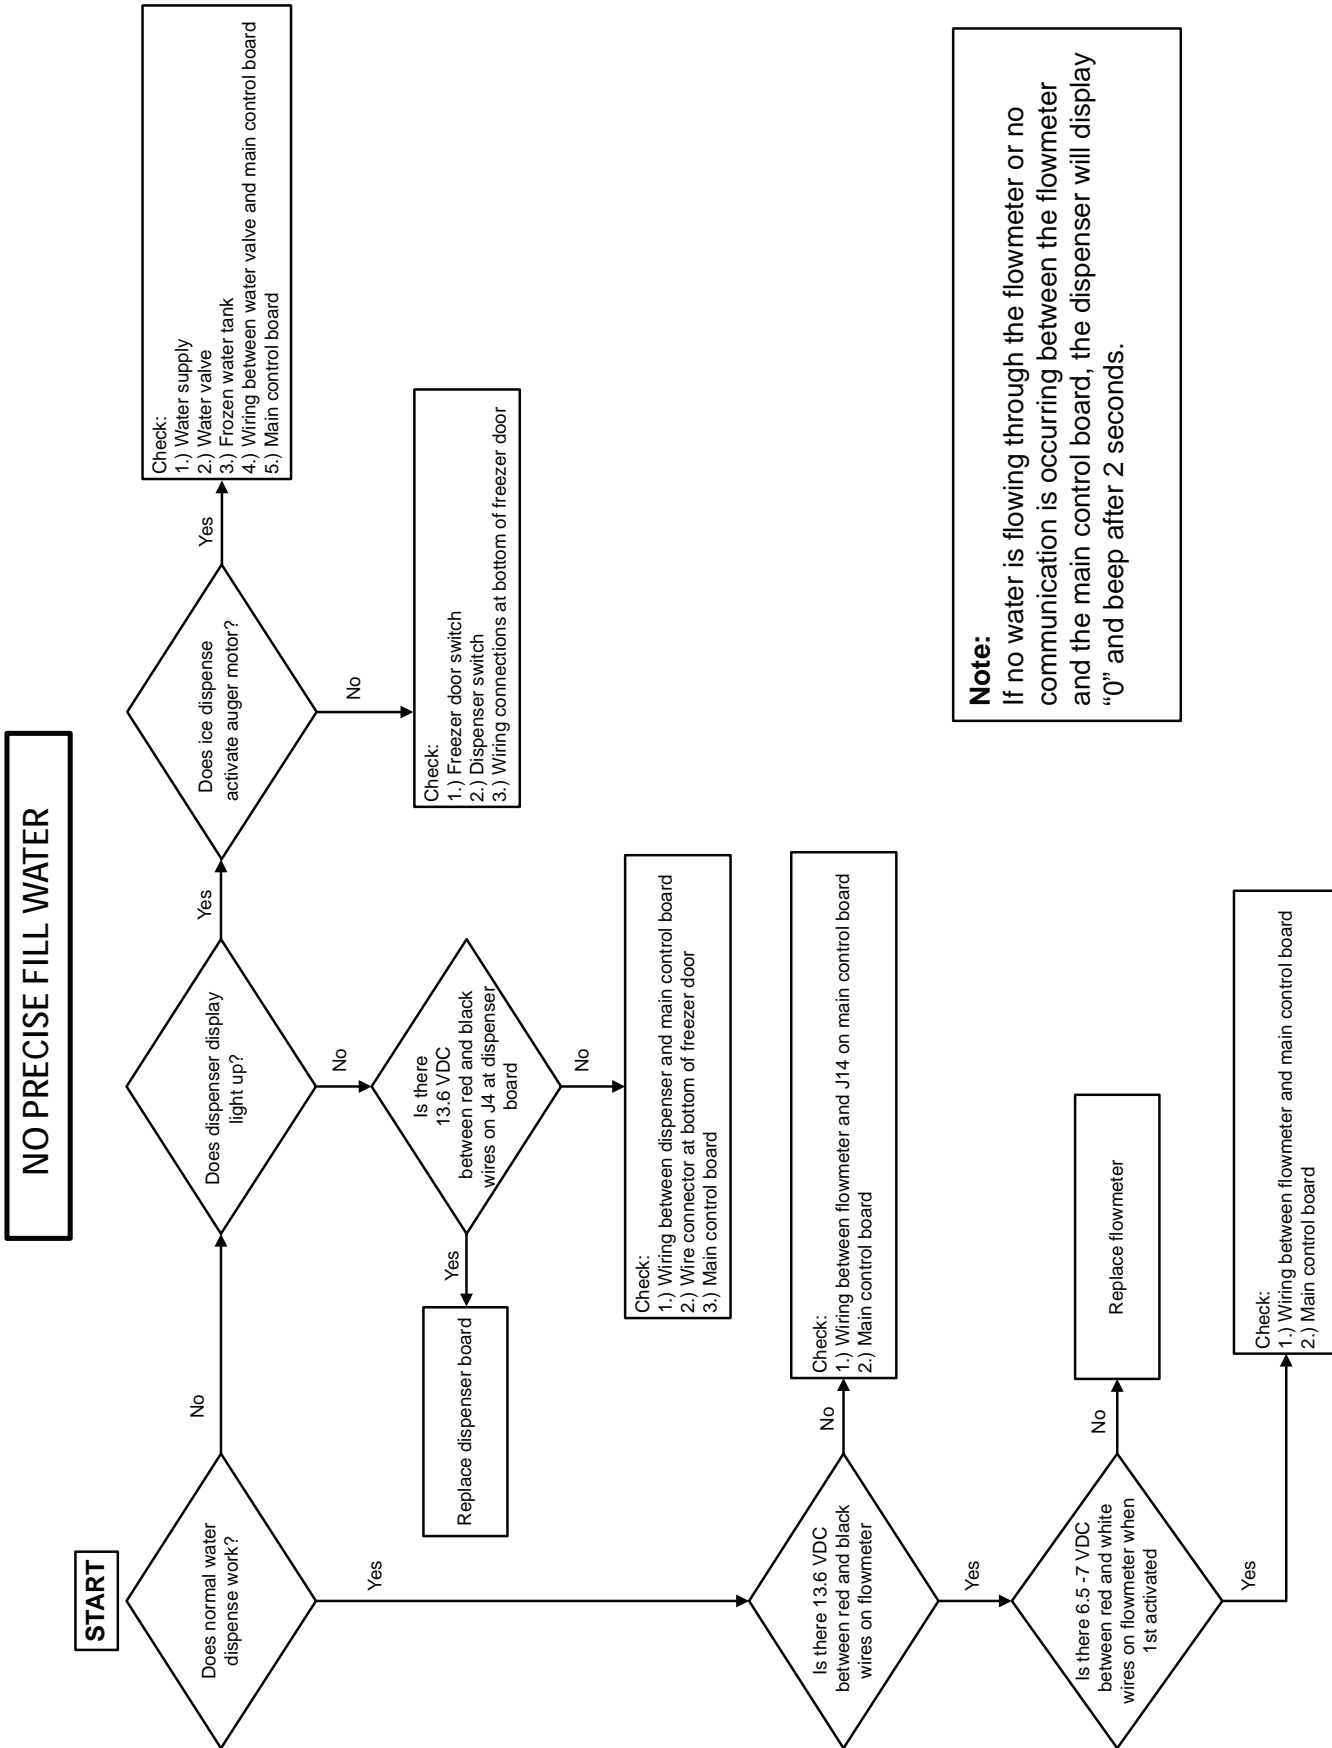 NO PRECISE FILL WATER
START
Does normal water
dispense work?
No
Does dispenser display
light up?
Yes
Does ice dispense
activate auger motor?
Yes
Check:
1.) Water supply
2.) Water valve
3.) Frozen water tank
4.) Wiring between water valve and main control board
5.) Main control board
No
Check:
1.) Freezer door switch
2.) Dispenser switch
3.) Wiring connections at bottom of freezer door
No
Is there
13.6 VDC
between red and black
wires on J4 at dispenser
board
Yes
Replace dispenser board
No
Check:
1.) Wiring between dispenser and main control board
2.) Wire connector at bottom of freezer door
3.) Main control board
Yes
Is there 13.6 VDC
between red and black
wires on flowmeter
No
Check:
1.) Wiring between flowmeter and J14 on main control board
2.) Main control board
Yes
Is there 6.5 -7 VDC
between red and white
wires on flowmeter when
1st activated
No
Replace flowmeter
Yes
Check:
1.) Wiring between flowmeter and main control board
2.) Main control board
Note:
If no water is flowing through the flowmeter or no
communication is occurring between the flowmeter
and the main control board, the dispenser will display
“0” and beep after 2 seconds.